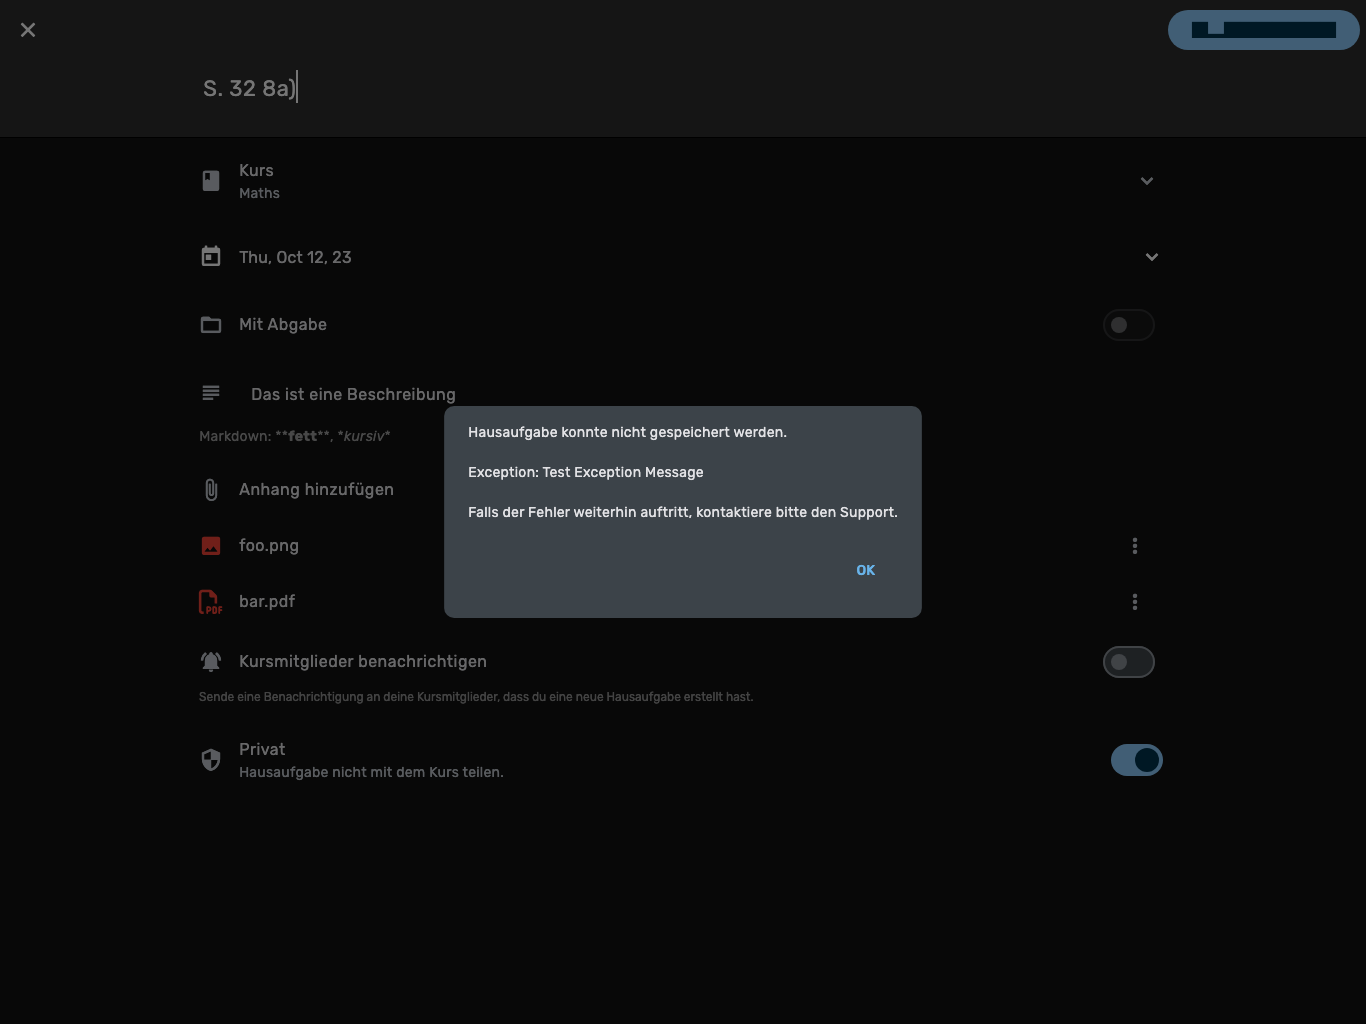 S. 32 8a)
Kurs
Maths
Thu, Oct 12, 23
Mit Abgabe
Das ist eine Beschreibung
Markdown: **fett**, *kursiv*
Anhang hinzufügen
foo.png
PDF
bar.pdf
Kursmitglieder benachrichtigen
Sende eine Benachrichtigung an deine Kursmitglieder, dass du eine neue Hausaufgabe erstellt hast.
Privat
Hausaufgabe nicht mit dem Kurs teilen.
Hausaufgabe konnte nicht gespeichert werden.
Exception: Test Exception Message
Falls der Fehler weiterhin auftritt, kontaktiere bitte den Support.
OK